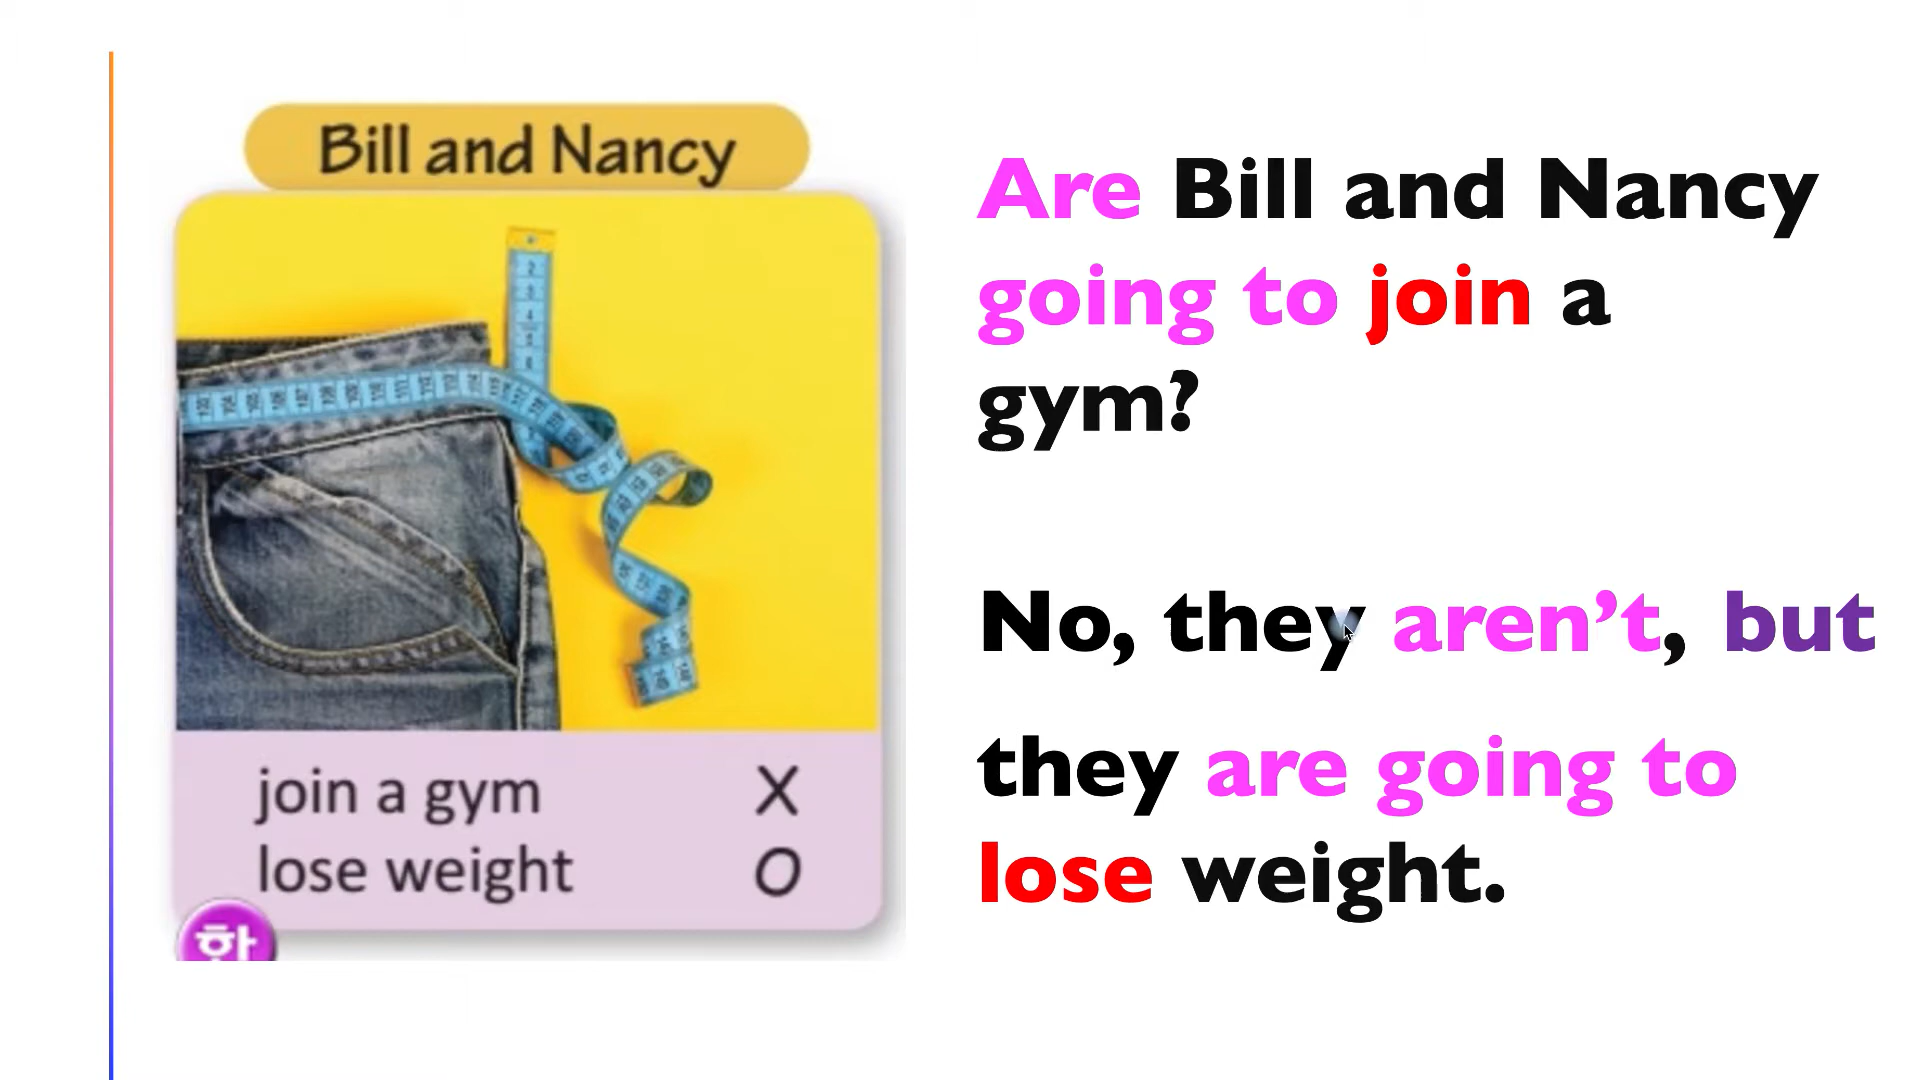 Bill and Nancy
join a gym X
lose weight O
Are Bill and Nancy
going to join a
gym?
No, they aren’t, but
they are going to
lose weight.